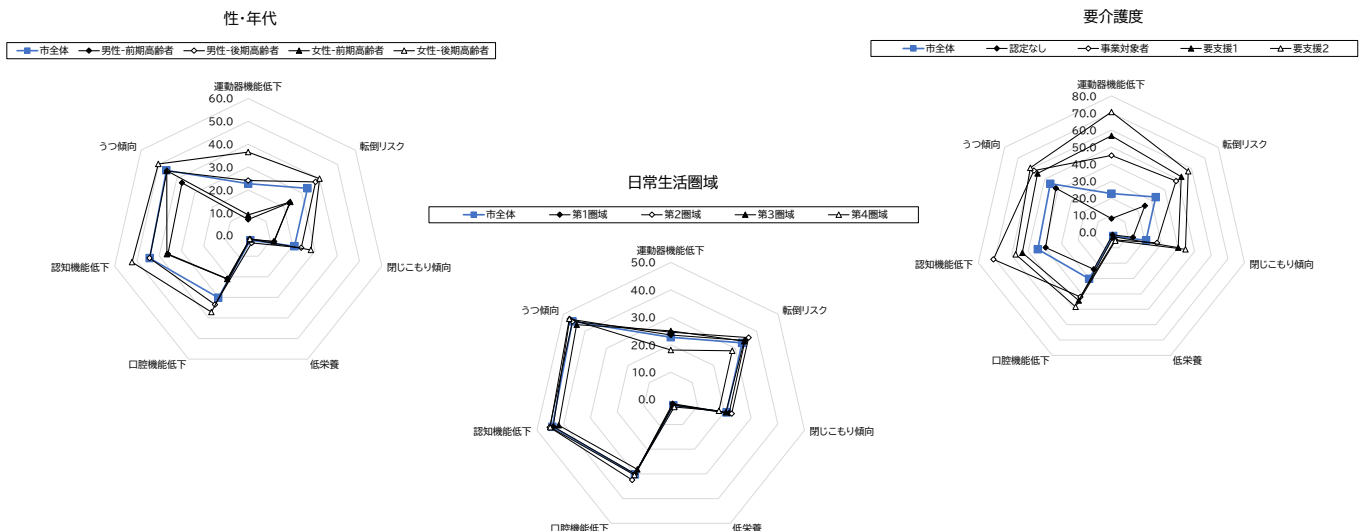 性・年代
市全体 男性-前期高齢者 男性-後期高齢者 女性-前期高齢者 女性-後期高齢者
運動器機能低下
転倒リスク
閉じこもり傾向
低栄養
口腔機能低下
認知機能低下
うつ傾向
60.0
50.0
40.0
30.0
20.0
10.0
0.0
日常生活圏域
市全体 第1圏域 第2圏域 第3圏域 第4圏域
運動器機能低下
転倒リスク
閉じこもり傾向
低栄養
口腔機能低下
認知機能低下
うつ傾向
50.0
40.0
30.0
20.0
10.0
0.0
要介護度
市全体 認定なし 事業対象者 要支援1 要支援2
運動器機能低下
転倒リスク
閉じこもり傾向
低栄養
口腔機能低下
認知機能低下
うつ傾向
80.0
70.0
60.0
50.0
40.0
30.0
20.0
10.0
0.0